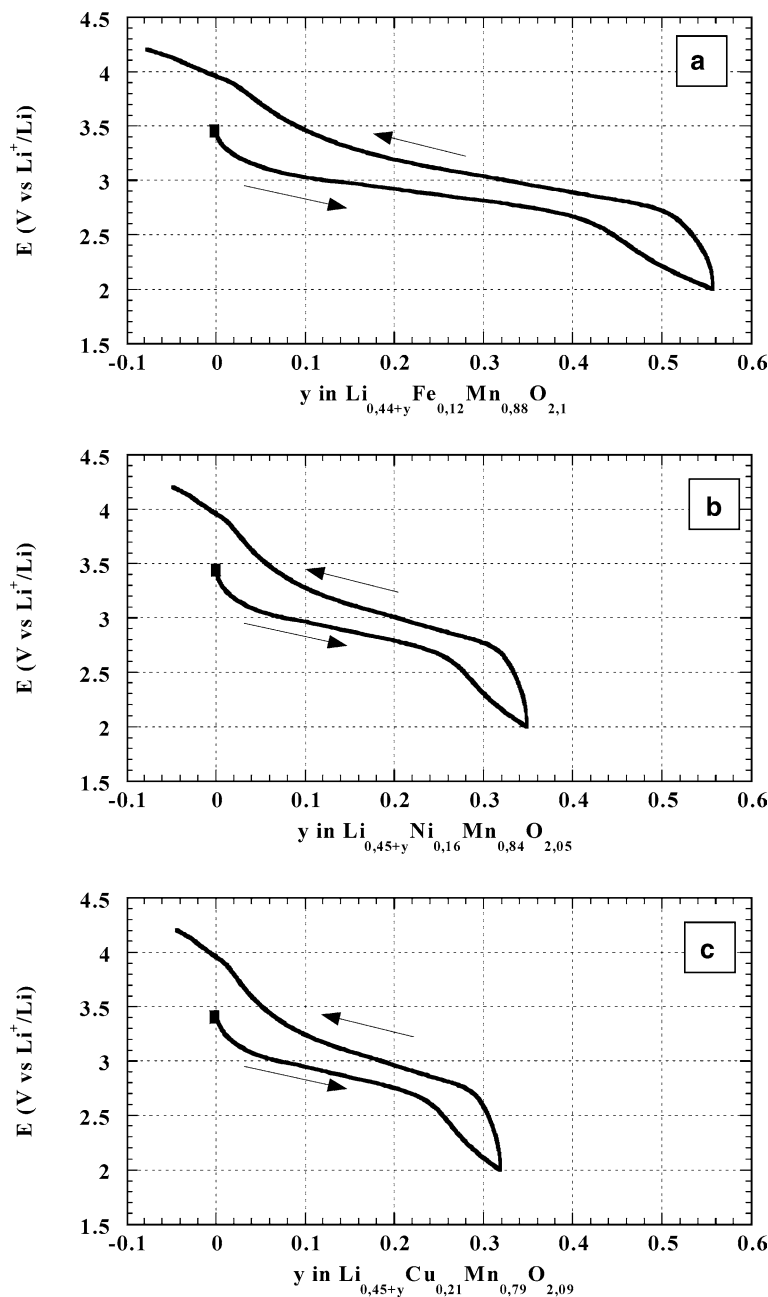 4.5
a
4
3.5
3
2.5
2
1.5
E (V vs Li⁺/Li)
-0.1 0 0.1 0.2 0.3 0.4 0.5 0.6
y in Li0,44+yFe0,12Mn0,88O2,1
4.5
b
4
3.5
3
2.5
2
1.5
E (V vs Li⁺/Li)
-0.1 0 0.1 0.2 0.3 0.4 0.5 0.6
y in Li0,45+yNi0,16Mn0,84O2,05
4.5
c
4
3.5
3
2.5
2
1.5
E (V vs Li⁺/Li)
-0.1 0 0.1 0.2 0.3 0.4 0.5 0.6
y in Li0,45+yCu0,21Mn0,79O2,09